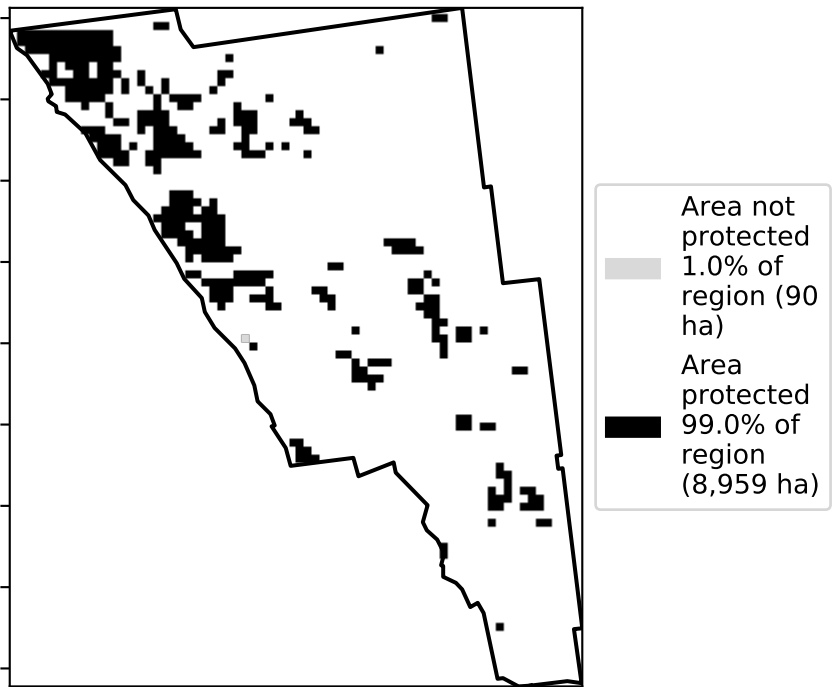 Area not
protected
1.0% of
region (90
ha)
Area
protected
99.0% of
region
(8,959 ha)